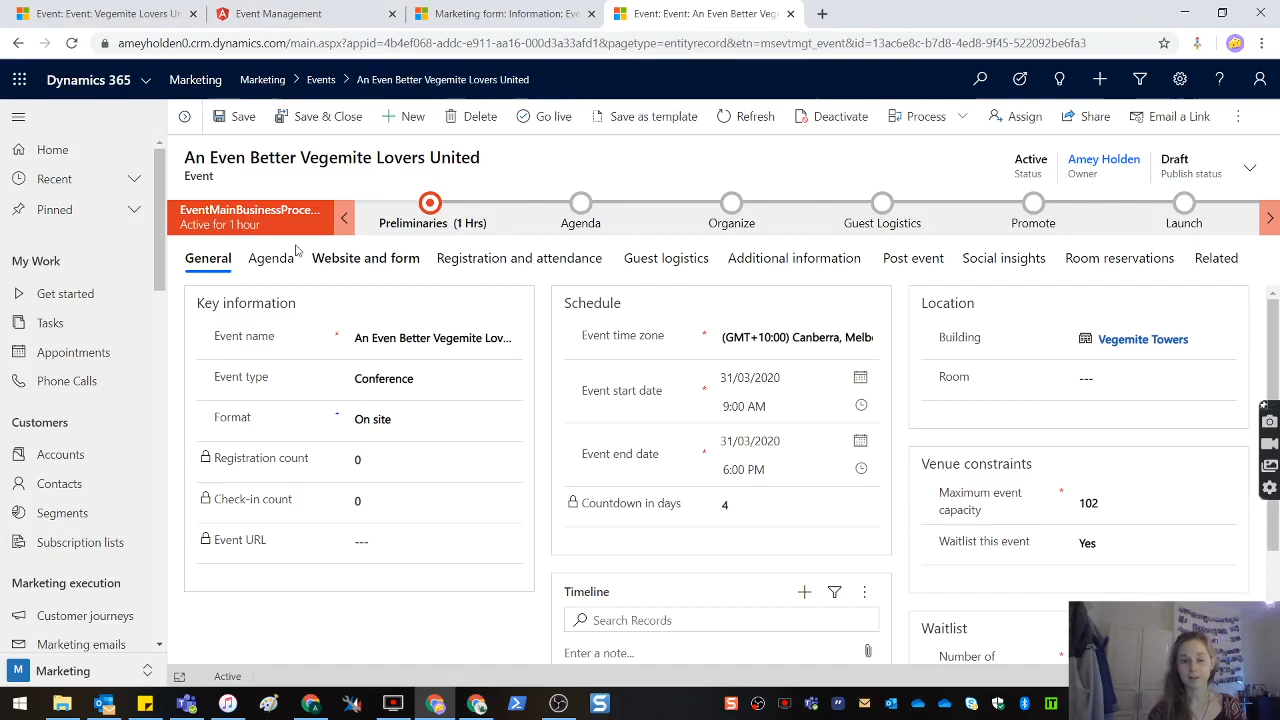 Event: Event: Vegemite Lovers Un
Event Management
Marketing form: Information: Eve
Event: Event: An Even Better Vege
ameyholden0.crm.dynamics.com/main.aspx?appid=4b4ef068-addc-e911-aa16-00dd3a33afd1&pagetype=entityrecord&etn=msevtmgt_event&id=13ac6e8c-b7d8-4ed8-9f45-522092be6fa3
Dynamics 365
Marketing
Marketing > Events > An Even Better Vegemite Lovers United
Save
Save & Close
New
Delete
Go live
Save as template
Refresh
Deactivate
Process
Assign
Share
Email a Link
Home
Recent
Pinned
My Work
Get started
Tasks
Appointments
Phone Calls
Customers
Accounts
Contacts
Segments
Subscription lists
Marketing execution
Customer journeys
Marketing emails
M Marketing
An Even Better Vegemite Lovers United
Event
Active
Status
Amey Holden
Owner
Draft
Publish status
EventMainBusinessProce...
Active for 1 hour
Preliminaries (1 Hrs)
Agenda
Organize
Guest Logistics
Promote
Launch
General
Agenda
Website and form
Registration and attendance
Guest logistics
Additional information
Post event
Social insights
Room reservations
Related
Key information
Event name * An Even Better Vegemite Lov...
Event type Conference
Format On site
Registration count 0
Check-in count 0
Event URL ---
Schedule
Event time zone * (GMT+10:00) Canberra, Melbo
Event start date * 31/03/2020
9:00 AM
Event end date * 31/03/2020
6:00 PM
Countdown in days 4
Timeline
Search Records
Enter a note...
Location
Building Vegemite Towers
Room ---
Venue constraints
Maximum event capacity * 102
Waitlist this event Yes
Waitlist
Number of
Active